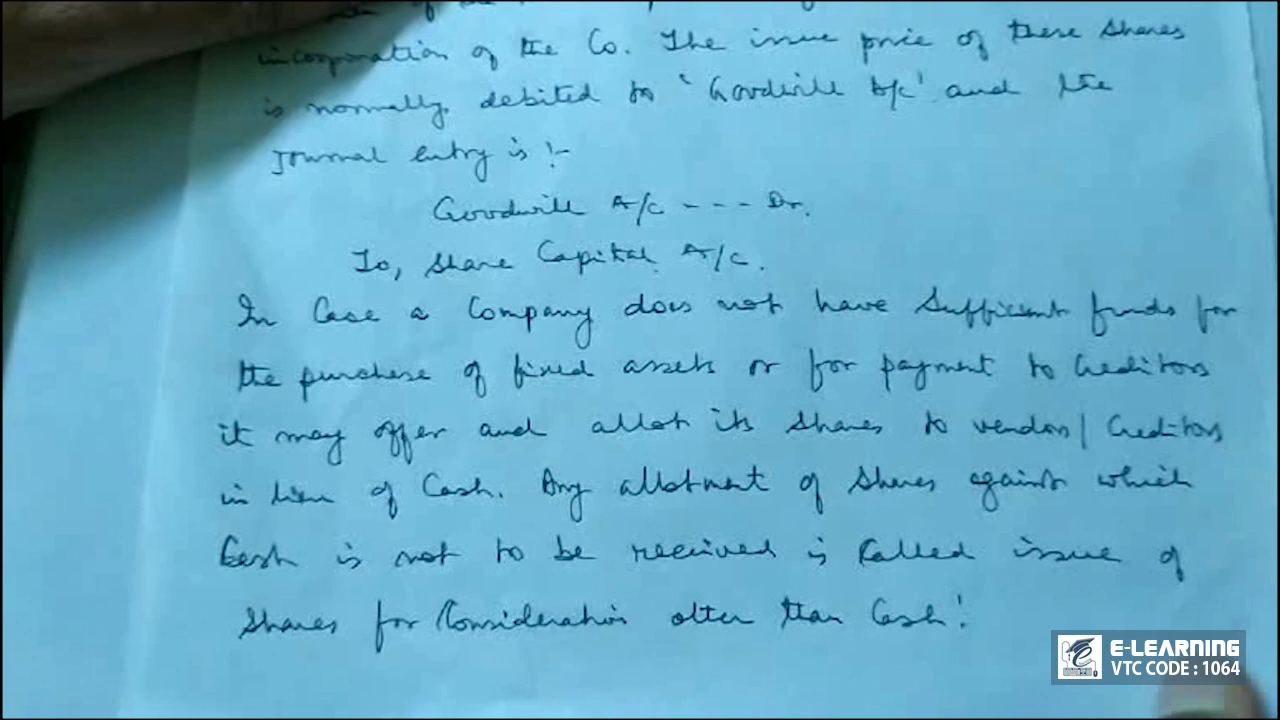 of the
incorporation of the Co. The issue price of these shares
is normally debited to 'Goodwill A/c' and the
Journal entry is :-
Goodwill A/c --- Dr.
To, Share Capital A/c.
In Case a Company does not have Sufficient funds for
the purchase of fixed assets or for payment to Creditors
it may offer and allot its shares to vendors/Creditors
in lieu of Cash. Any allotment of Shares against which
Cash is not to be received is Called issue of
Shares for Consideration other than Cash'.
E-LEARNING
VTC CODE : 1064